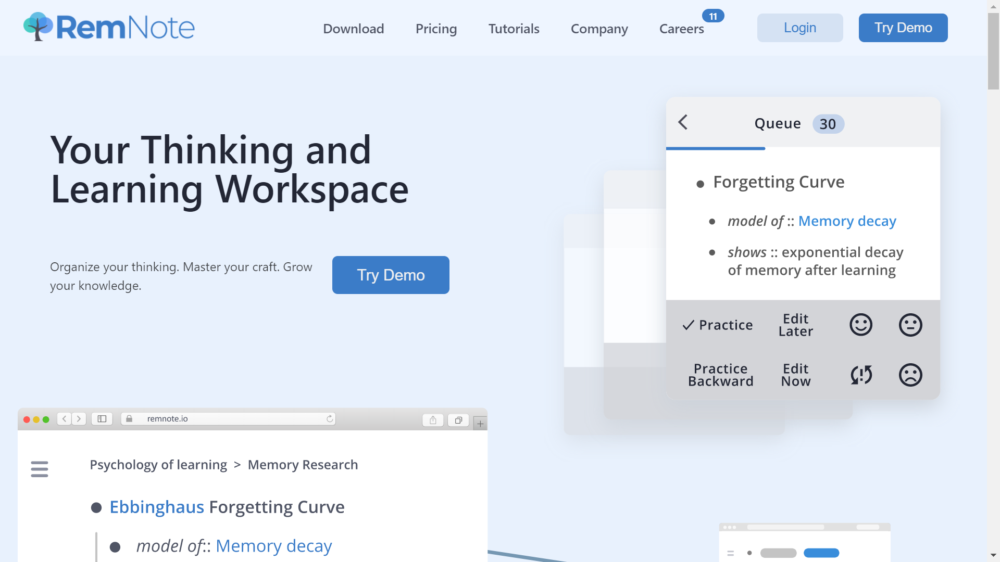 RemNote
Download
Pricing
Tutorials
Company
Careers
11
Login
Try Demo
Your Thinking and
Learning Workspace
Organize your thinking. Master your craft. Grow
your knowledge.
Try Demo
Queue 30
Forgetting Curve
model of :: Memory decay
shows :: exponential decay
of memory after learning
Practice
Edit
Later
Practice
Backward
Edit
Now
remnote.io
Psychology of learning > Memory Research
Ebbinghaus Forgetting Curve
model of:: Memory decay